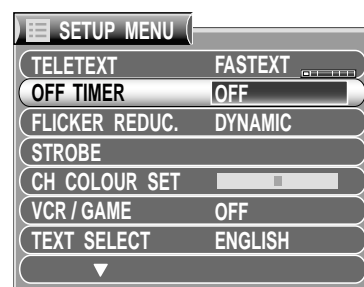 SETUP MENU
TELETEXT FASTEXT
OFF TIMER OFF
FLICKER REDUC. DYNAMIC
STROBE
CH COLOUR SET
VCR / GAME OFF
TEXT SELECT ENGLISH